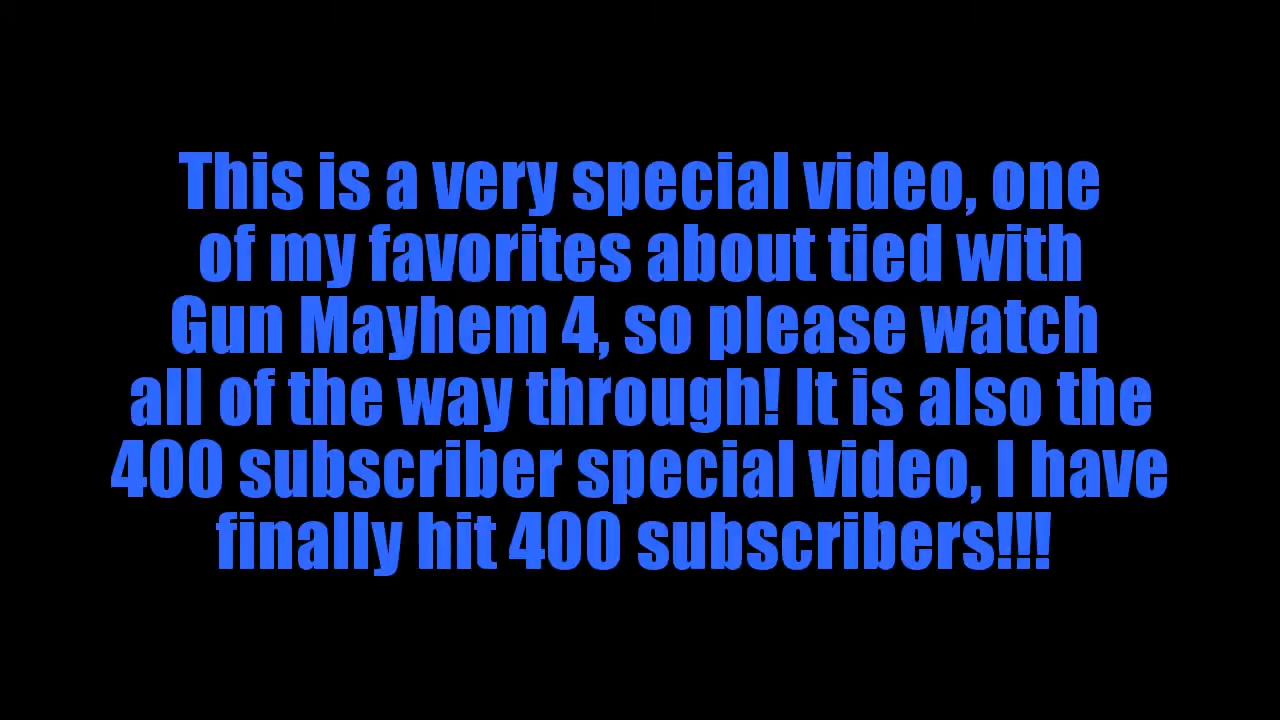 This is a very special video, one
of my favorites about tied with
Gun Mayhem 4, so please watch
all of the way through! It is also the
400 subscriber special video, I have
finally hit 400 subscribers!!!